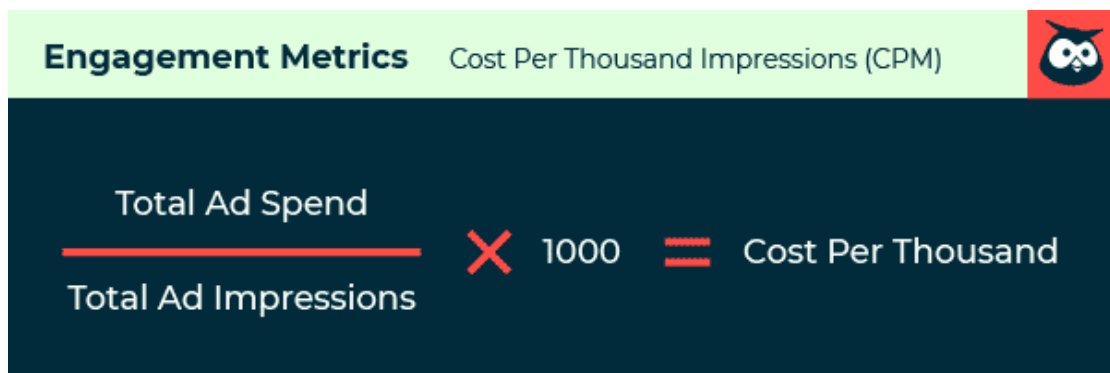 Engagement Metrics Cost Per Thousand Impressions (CPM)
Total Ad Spend
× 1000 = Cost Per Thousand
Total Ad Impressions